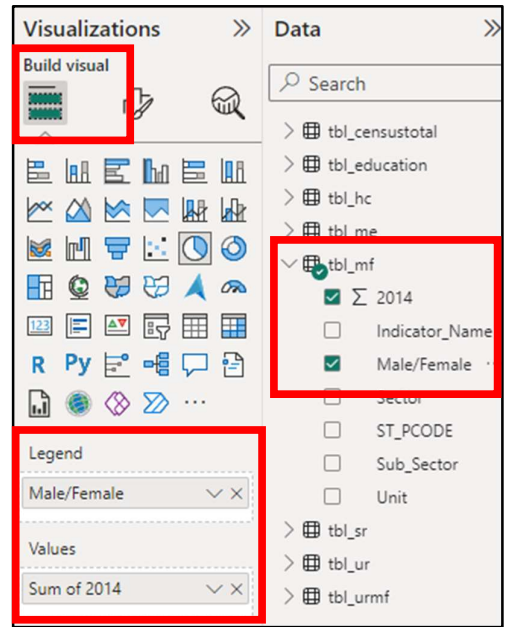 Visualizations
Build visual
123
R Py
Legend
Male/Female
Values
Sum of 2014
Data
Search
tbl_censustotal
tbl_education
tbl_hc
tbl_me
tbl_mf
Σ 2014
Indicator_Name
Male/Female
Sector
ST_PCODE
Sub_Sector
Unit
tbl_sr
tbl_ur
tbl_urmf